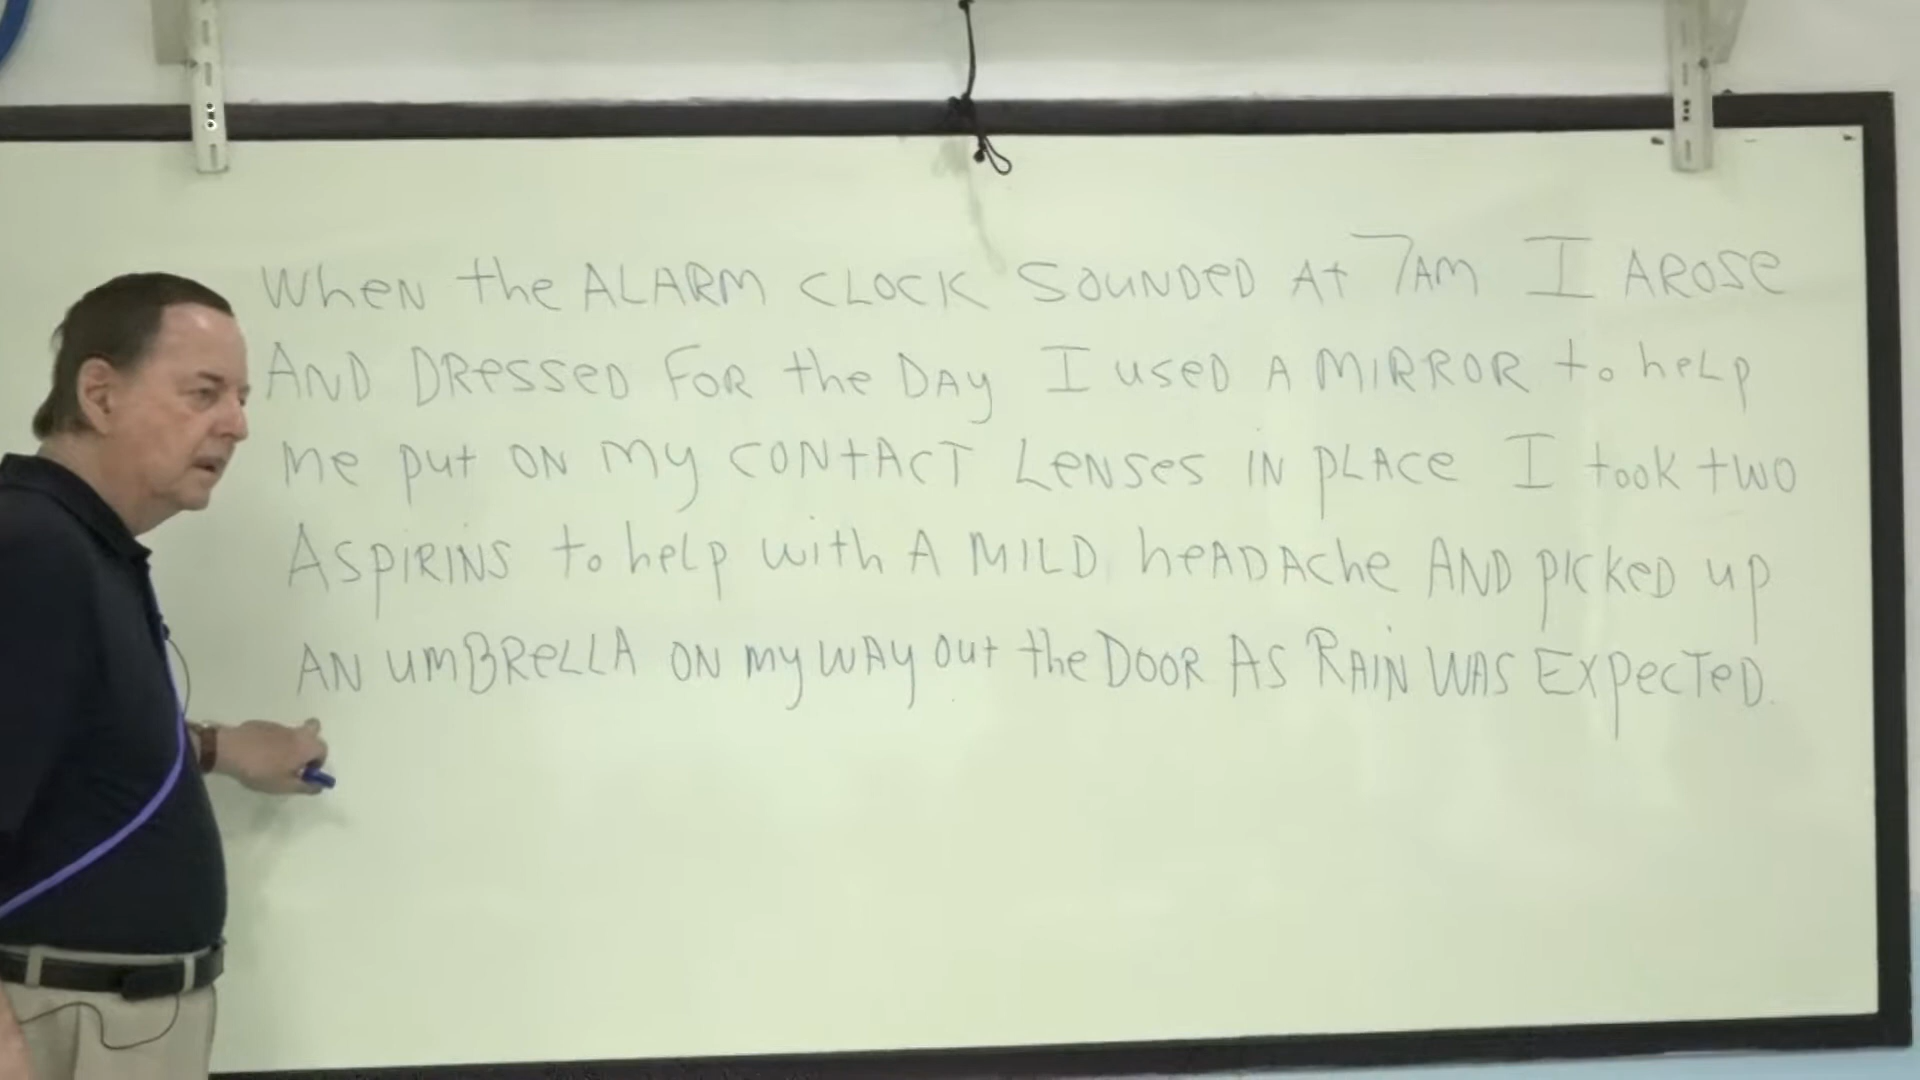 When the ALARM CLOCK SOUNDED At 7AM I AROSE
AND DRessed FOR the DAY I used A MIRROR to heLp
me put ON my CONtACT LeNSeS IN pLACe I took two
ASPIRINS to heLp with A MILD heADAche AND pIcKeD up
AN umBReLLA ON my WAY out the DOOR AS RAIN WAS ExpecTeD.